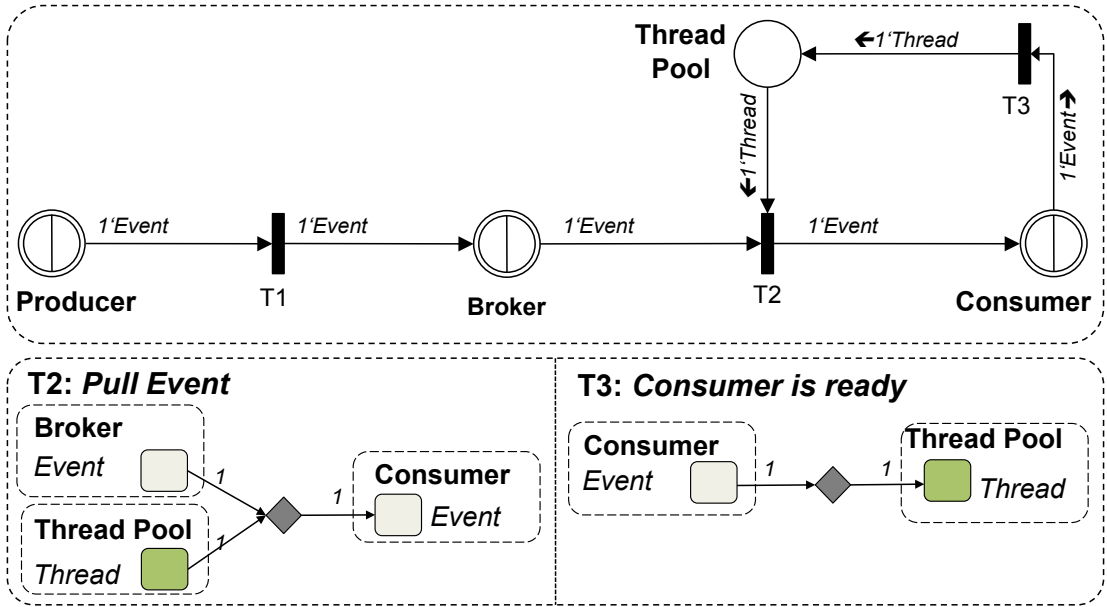 Thread
Pool
🡸1‘Thread
T3
🡸1‘Thread
1‘Event🡺
1‘Event
1‘Event
1‘Event
1‘Event
Producer
T1
Broker
T2
Consumer
T2: Pull Event
Broker
Event
1
Thread Pool
Thread
1
1
Consumer
Event
T3: Consumer is ready
Consumer
Event
1
1
Thread Pool
Thread